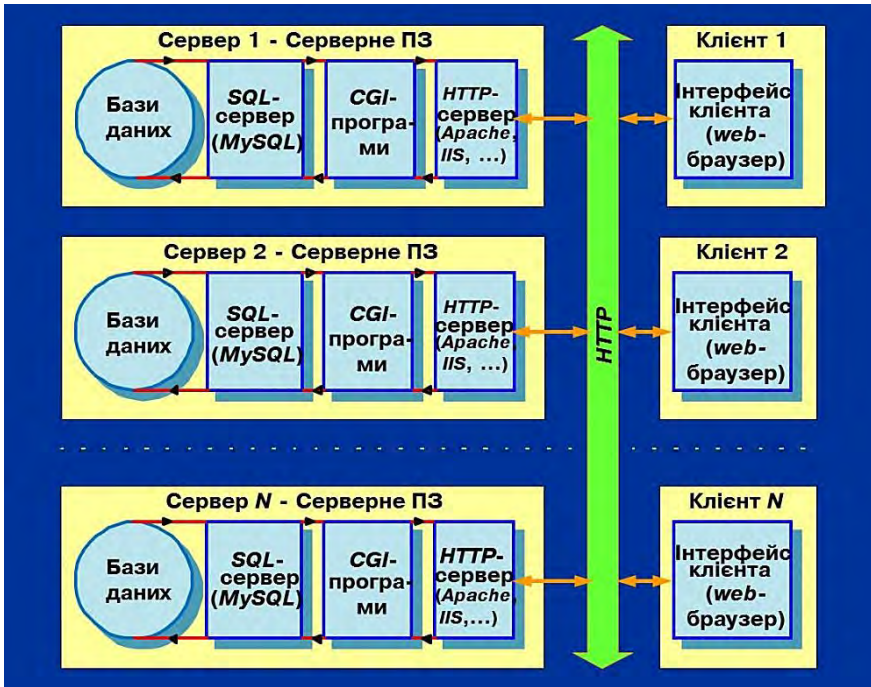 Сервер 1 - Серверне ПЗ
Бази
даних
SQL-
сервер
(MySQL)
CGI-
програ-
ми
HTTP-
сервер
(Apache,
IIS, ...)
Клієнт 1
Інтерфейс
клієнта
(web-
браузер)
Сервер 2 - Серверне ПЗ
Бази
даних
SQL-
сервер
(MySQL)
CGI-
програ-
ми
HTTP-
сервер
(Apache,
IIS, ...)
HTTP
Клієнт 2
Інтерфейс
клієнта
(web-
браузер)
Сервер N - Серверне ПЗ
Бази
даних
SQL-
сервер
(MySQL)
CGI-
програ-
ми
HTTP-
сервер
(Apache,
IIS,...)
Клієнт N
Інтерфейс
клієнта
(web-
браузер)